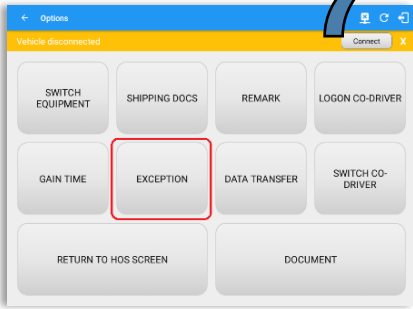 Options
Vehicle disconnected
Connect X
SWITCH
EQUIPMENT
SHIPPING DOCS
REMARK
LOGON CO-DRIVER
GAIN TIME
EXCEPTION
DATA TRANSFER
SWITCH CO-
DRIVER
RETURN TO HOS SCREEN
DOCUMENT